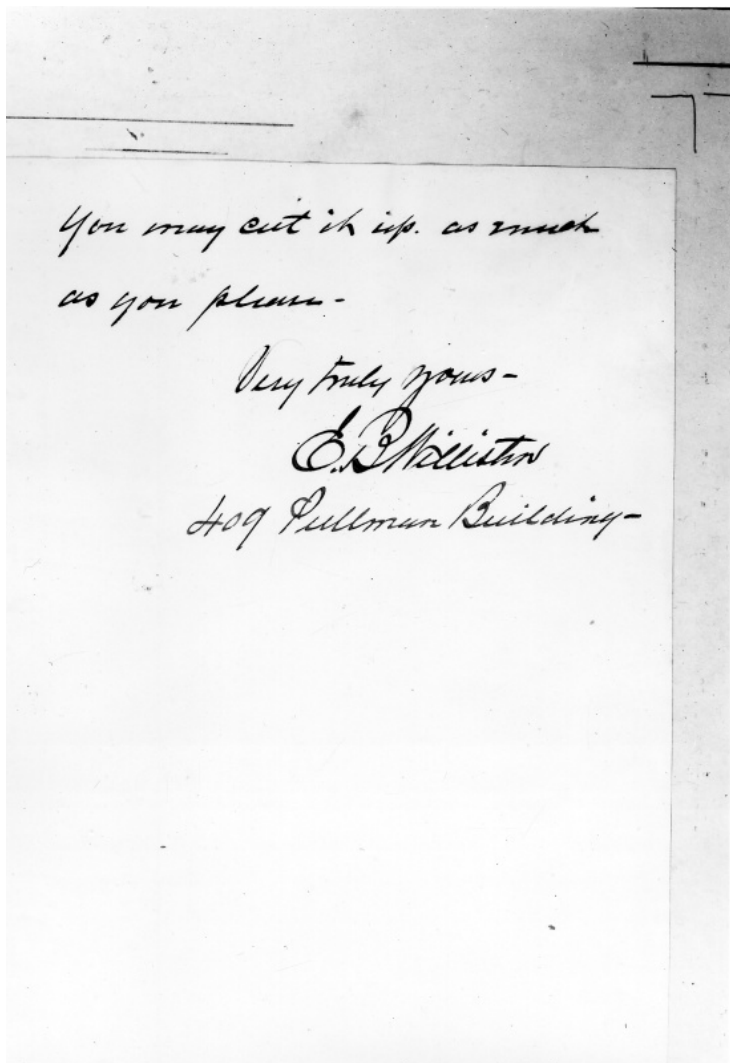 you may cut it up. as much
as you please -
Very truly yours -
E. B. Williston
409 Pullman Building -